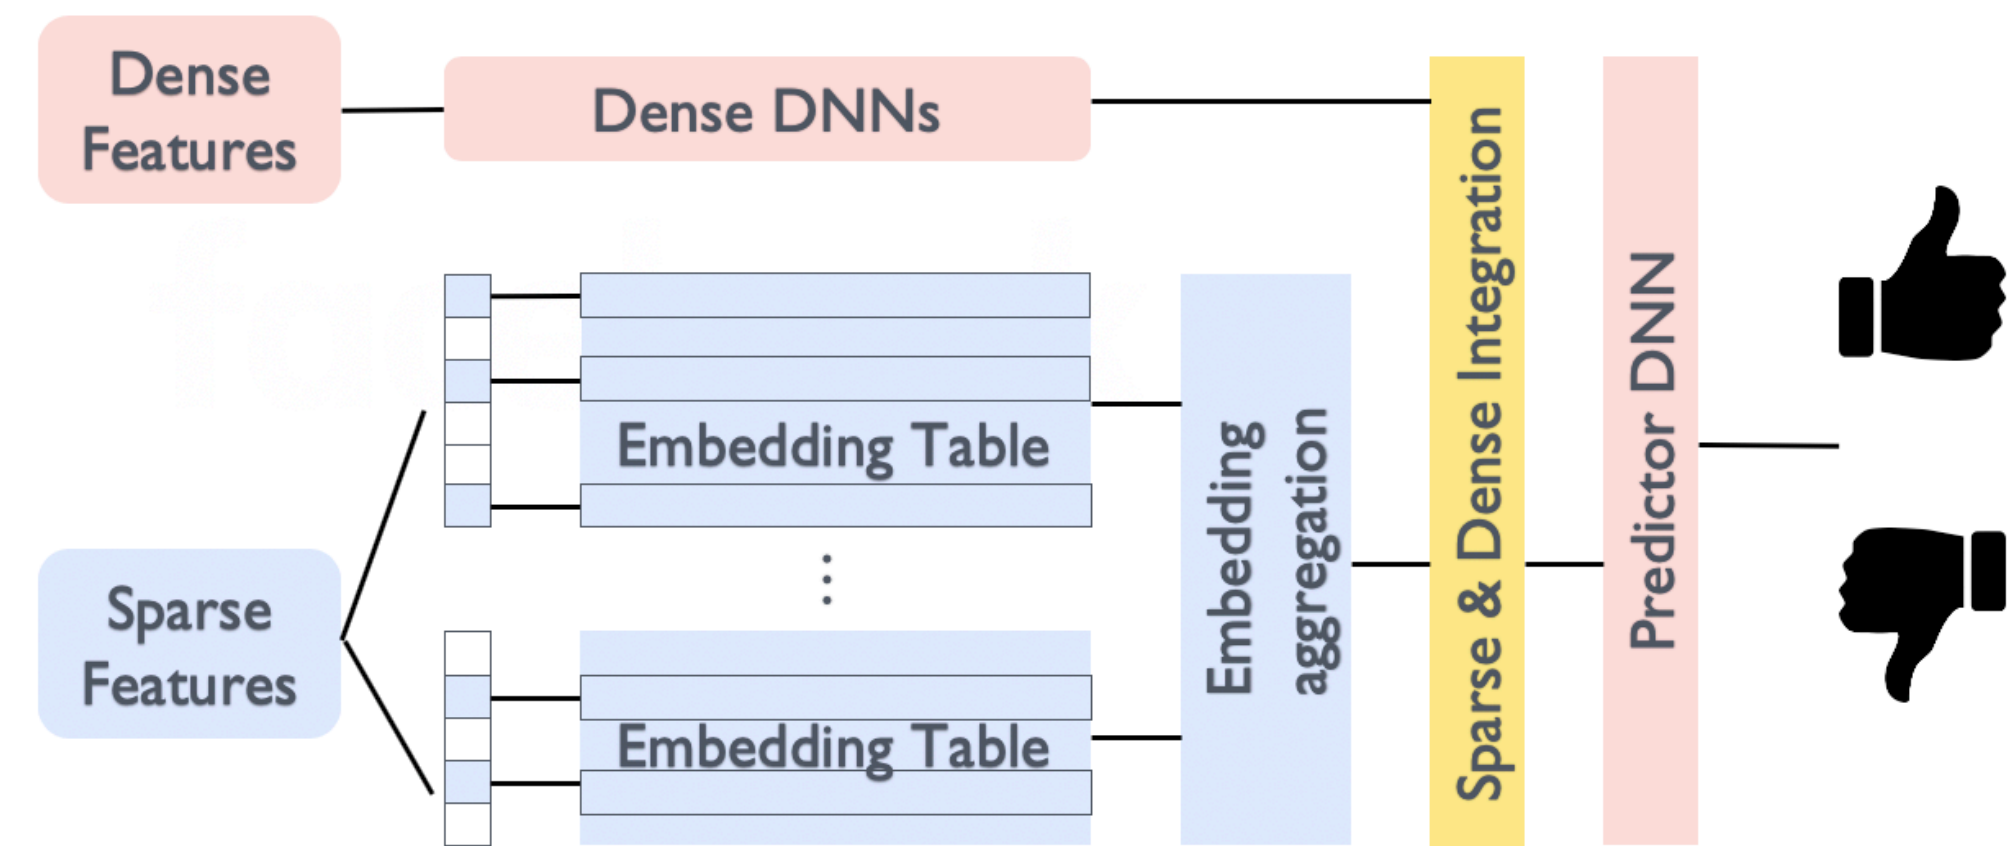 Dense
Features
Dense DNNs
Embedding Table
Sparse
Features
Embedding Table
Embedding
aggregation
Sparse & Dense Integration
Predictor DNN